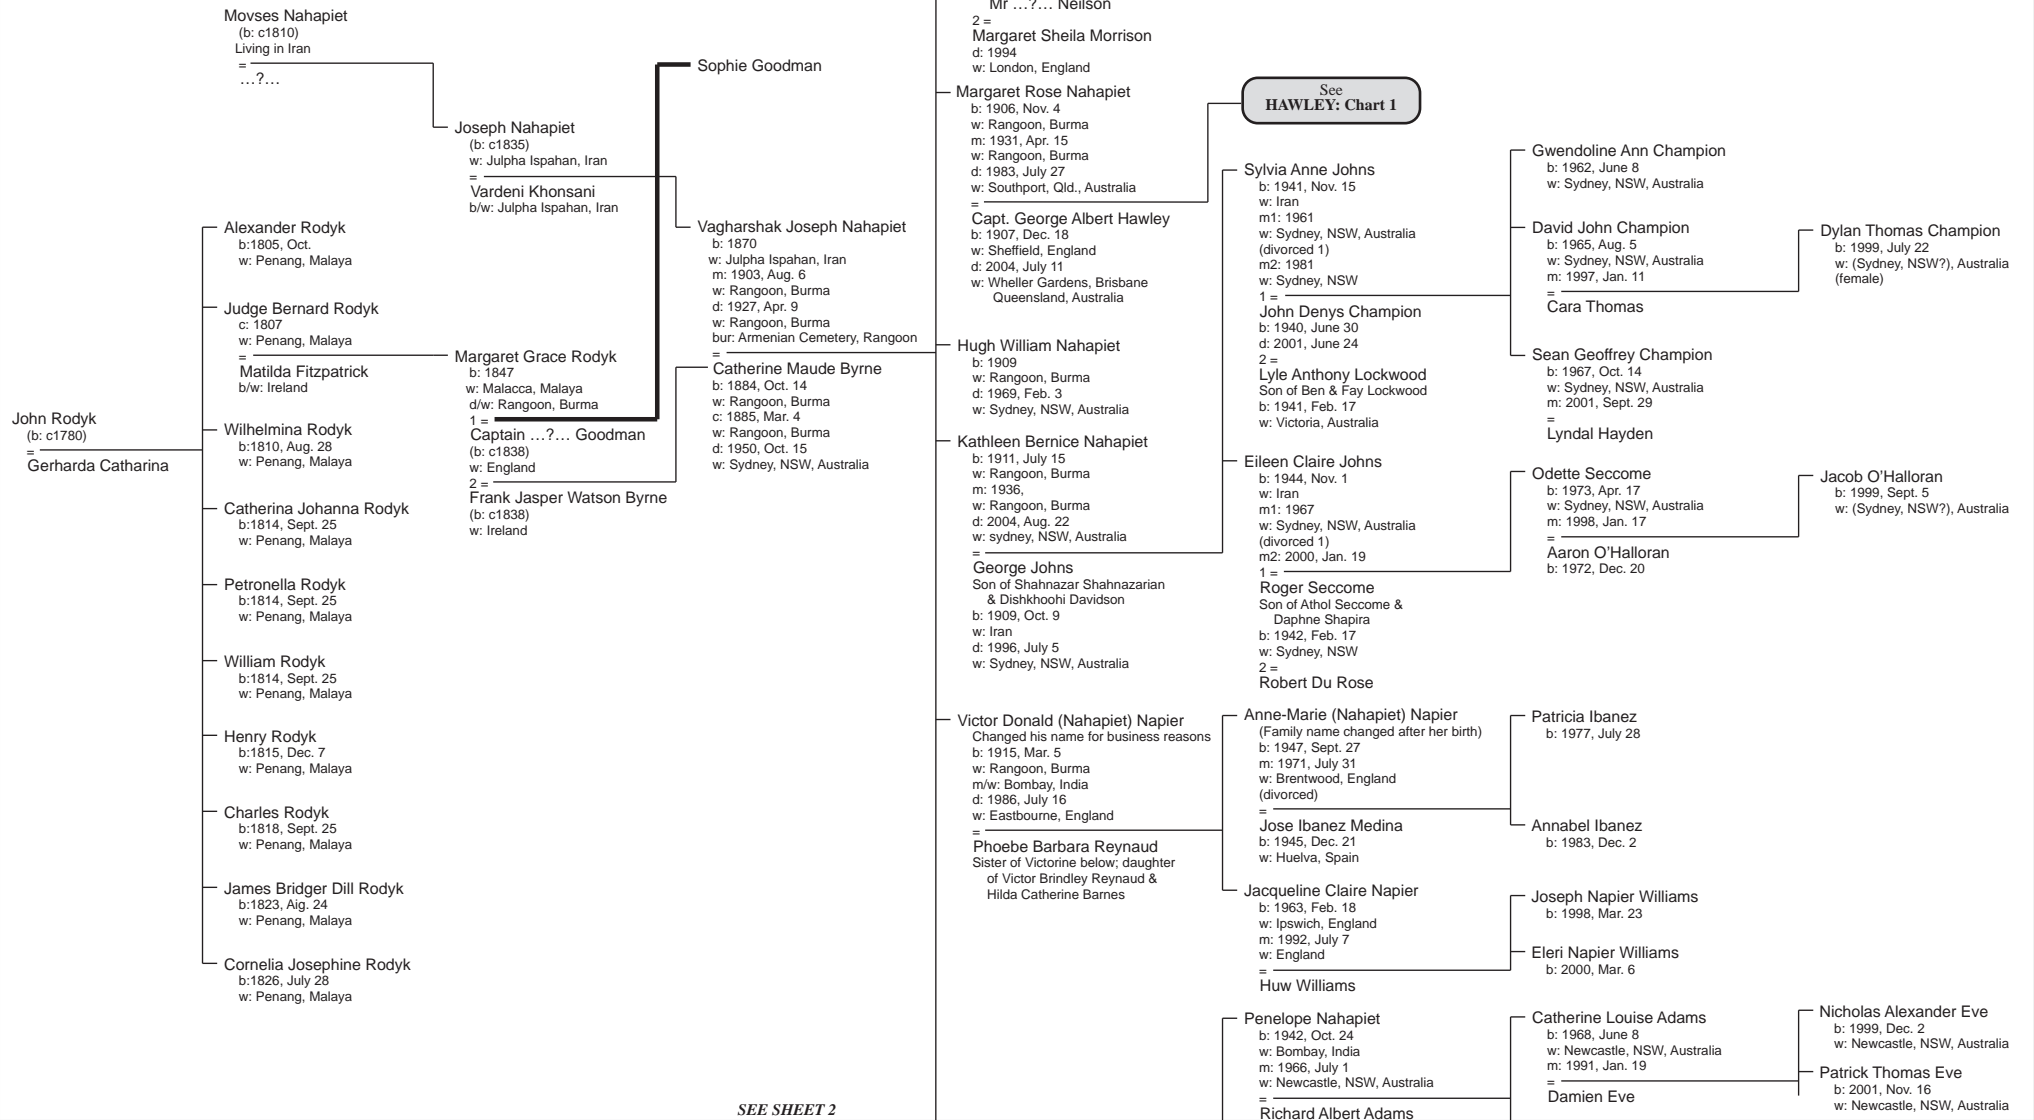 Movses Nahapiet
(b: c1810)
Living in Iran
=
…?…
Alexander Rodyk
b:1805, Oct.
w: Penang, Malaya
Judge Bernard Rodyk
c: 1807
w: Penang, Malaya
=
Matilda Fitzpatrick
b/w: Ireland
John Rodyk
(b: c1780)
=
Gerharda Catharina
Wilhelmina Rodyk
b:1810, Aug. 28
w: Penang, Malaya
Catherina Johanna Rodyk
b:1814, Sept. 25
w: Penang, Malaya
Petronella Rodyk
b:1814, Sept. 25
w: Penang, Malaya
William Rodyk
b:1814, Sept. 25
w: Penang, Malaya
Henry Rodyk
b:1815, Dec. 7
w: Penang, Malaya
Charles Rodyk
b:1818, Sept. 25
w: Penang, Malaya
James Bridger Dill Rodyk
b:1823, Aig. 24
w: Penang, Malaya
Cornelia Josephine Rodyk
b:1826, July 28
w: Penang, Malaya
Joseph Nahapiet
(b: c1835)
w: Julpha Ispahan, Iran
=
Vardeni Khonsani
b/w: Julpha Ispahan, Iran
Margaret Grace Rodyk
b: 1847
w: Malacca, Malaya
d/w: Rangoon, Burma
1 =
Captain …?… Goodman
(b: c1838)
w: England
2 =
Frank Jasper Watson Byrne
(b: c1838)
w: Ireland
Sophie Goodman
Vagharshak Joseph Nahapiet
b: 1870
w: Julpha Ispahan, Iran
m: 1903, Aug. 6
w: Rangoon, Burma
d: 1927, Apr. 9
w: Rangoon, Burma
bur: Armenian Cemetery, Rangoon
=
Catherine Maude Byrne
b: 1884, Oct. 14
w: Rangoon, Burma
c: 1885, Mar. 4
w: Rangoon, Burma
d: 1950, Oct. 15
w: Sydney, NSW, Australia
SEE SHEET 2
Mr …?… Neilson
2 =
Margaret Sheila Morrison
d: 1994
w: London, England
Margaret Rose Nahapiet
b: 1906, Nov. 4
w: Rangoon, Burma
m: 1931, Apr. 15
w: Rangoon, Burma
d: 1983, July 27
w: Southport, Qld., Australia
=
Capt. George Albert Hawley
b: 1907, Dec. 18
w: Sheffield, England
d: 2004, July 11
w: Wheller Gardens, Brisbane
Queensland, Australia
Hugh William Nahapiet
b: 1909
w: Rangoon, Burma
d: 1969, Feb. 3
w: Sydney, NSW, Australia
Kathleen Bernice Nahapiet
b: 1911, July 15
w: Rangoon, Burma
m: 1936,
w: Rangoon, Burma
d: 2004, Aug. 22
w: sydney, NSW, Australia
=
George Johns
Son of Shahnazar Shahnazarian
& Dishkhoohi Davidson
b: 1909, Oct. 9
w: Iran
d: 1996, July 5
w: Sydney, NSW, Australia
Victor Donald (Nahapiet) Napier
Changed his name for business reasons
b: 1915, Mar. 5
w: Rangoon, Burma
m/w: Bombay, India
d: 1986, July 16
w: Eastbourne, England
=
Phoebe Barbara Reynaud
Sister of Victorine below; daughter
of Victor Brindley Reynaud &
Hilda Catherine Barnes
See
HAWLEY: Chart 1
Sylvia Anne Johns
b: 1941, Nov. 15
w: Iran
m1: 1961
w: Sydney, NSW, Australia
(divorced 1)
m2: 1981
w: Sydney, NSW
1 =
John Denys Champion
b: 1940, June 30
d: 2001, June 24
2 =
Lyle Anthony Lockwood
Son of Ben & Fay Lockwood
b: 1941, Feb. 17
w: Victoria, Australia
Eileen Claire Johns
b: 1944, Nov. 1
w: Iran
m1: 1967
w: Sydney, NSW, Australia
(divorced 1)
m2: 2000, Jan. 19
1 =
Roger Seccome
Son of Athol Seccome &
Daphne Shapira
b: 1942, Feb. 17
w: Sydney, NSW
2 =
Robert Du Rose
Anne-Marie (Nahapiet) Napier
(Family name changed after her birth)
b: 1947, Sept. 27
m: 1971, July 31
w: Brentwood, England
(divorced)
=
Jose Ibanez Medina
b: 1945, Dec. 21
w: Huelva, Spain
Jacqueline Claire Napier
b: 1963, Feb. 18
w: Ipswich, England
m: 1992, July 7
w: England
=
Huw Williams
Penelope Nahapiet
b: 1942, Oct. 24
w: Bombay, India
m: 1966, July 1
w: Newcastle, NSW, Australia
=
Richard Albert Adams
Gwendoline Ann Champion
b: 1962, June 8
w: Sydney, NSW, Australia
David John Champion
b: 1965, Aug. 5
w: Sydney, NSW, Australia
m: 1997, Jan. 11
=
Cara Thomas
Sean Geoffrey Champion
b: 1967, Oct. 14
w: Sydney, NSW, Australia
m: 2001, Sept. 29
=
Lyndal Hayden
Odette Seccome
b: 1973, Apr. 17
w: Sydney, NSW, Australia
m: 1998, Jan. 17
=
Aaron O’Halloran
b: 1972, Dec. 20
Patricia Ibanez
b: 1977, July 28
Annabel Ibanez
b: 1983, Dec. 2
Joseph Napier Williams
b: 1998, Mar. 23
Eleri Napier Williams
b: 2000, Mar. 6
Catherine Louise Adams
b: 1968, June 8
w: Newcastle, NSW, Australia
m: 1991, Jan. 19
=
Damien Eve
Dylan Thomas Champion
b: 1999, July 22
w: (Sydney, NSW?), Australia
(female)
Jacob O’Halloran
b: 1999, Sept. 5
w: (Sydney, NSW?), Australia
Nicholas Alexander Eve
b: 1999, Dec. 2
w: Newcastle, NSW, Australia
Patrick Thomas Eve
b: 2001, Nov. 16
w: Newcastle, NSW, Australia